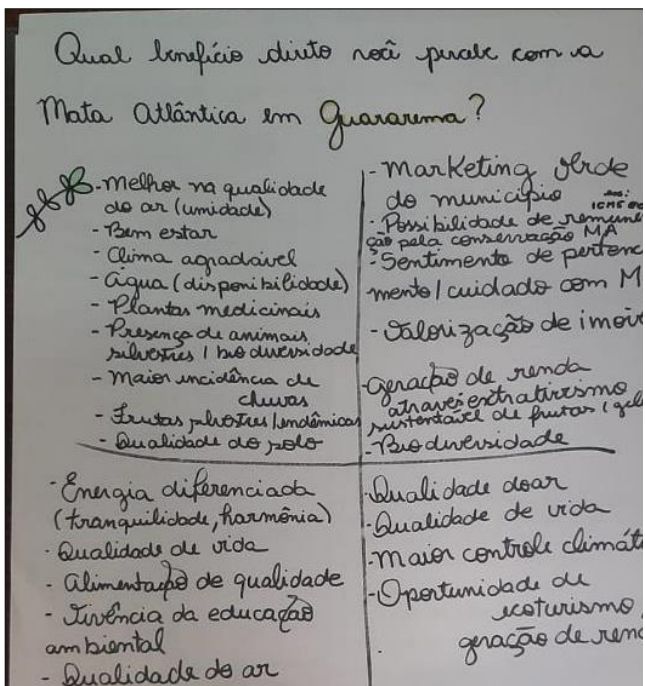 Qual benefício direto você percebe com a
Mata Atlântica em Guararema?
- Melhor na qualidade
do ar (umidade)
- Bem estar
- Clima agradável
- água (disponibilidade)
- Plantas medicinais
- Presença de animais
silvestres / biodiversidade
- Maior incidência de
chuvas
- Frutas silvestres / endêmicas
- Qualidade do solo
- Marketing verde
do município
ICMS
- Possibilidade de remune
ção pela conservação MA
- Sentimento de pertenc
mento / cuidado com M
- Valorização de imov
- Geração de renda
através extrativismo
sustentável de frutas (gel
- Biodiversidade
- Energia diferenciada
(tranquilidade, harmônia)
- Qualidade de vida
- Alimentação de qualidade
- Vivência da educação
ambiental
- Qualidade do ar
- Qualidade do ar
- Qualidade de vida
- Maior controle climát
- Oportunidade de
ecoturismo,
geração de rend